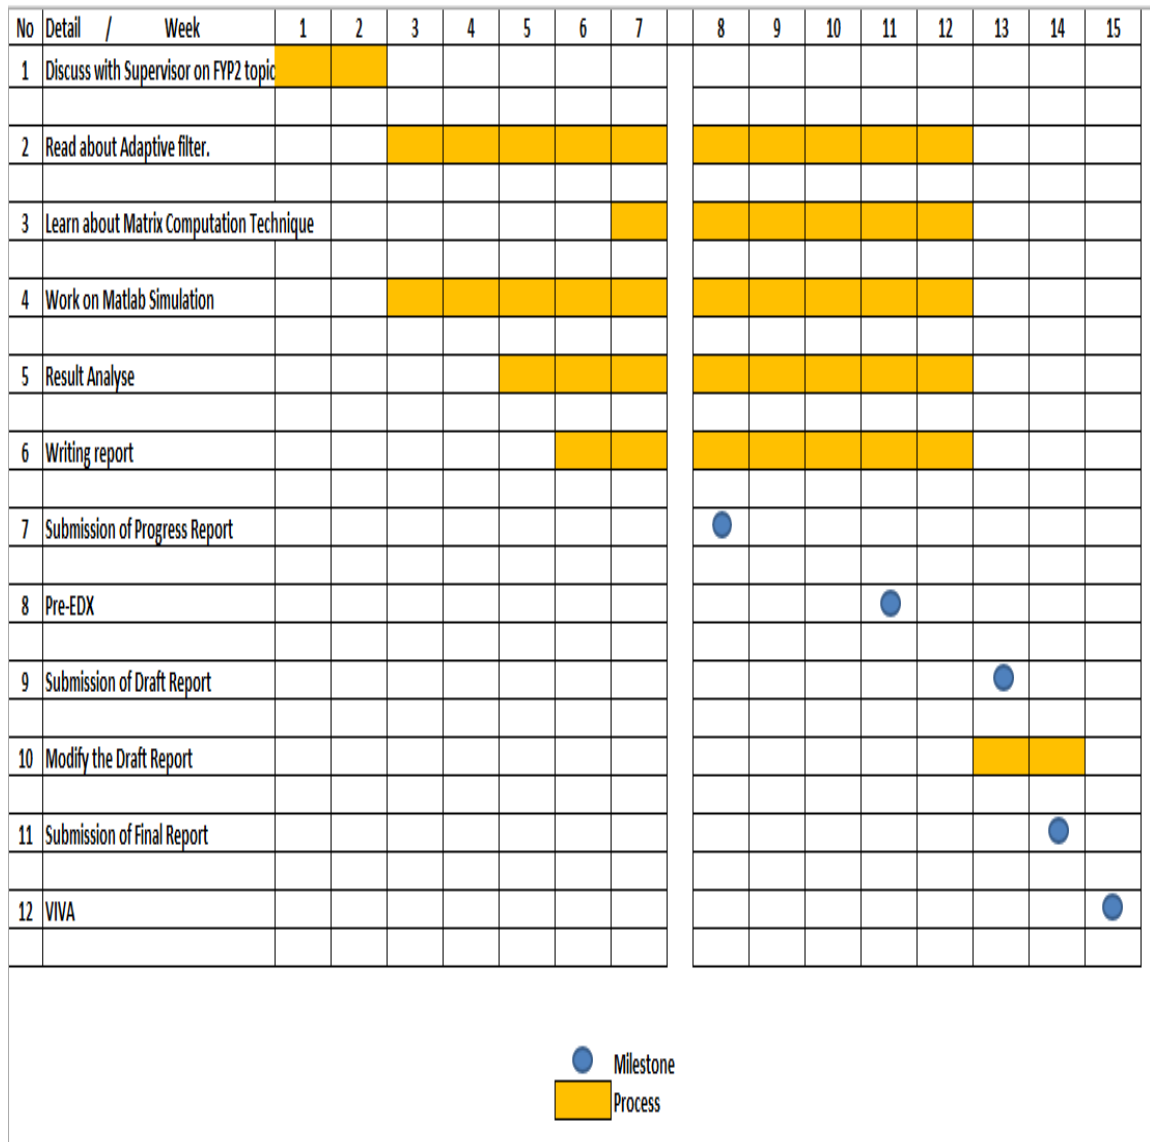 No Detail / Week 1 2 3 4 5 6 7 8 9 10 11 12 13 14 15
1 Discuss with Supervisor on FYP2 topic
2 Read about Adaptive filter.
3 Learn about Matrix Computation Technique
4 Work on Matlab Simulation
5 Result Analyse
6 Writing report
7 Submission of Progress Report
8 Pre-EDX
9 Submission of Draft Report
10 Modify the Draft Report
11 Submission of Final Report
12 VIVA
Milestone
Process